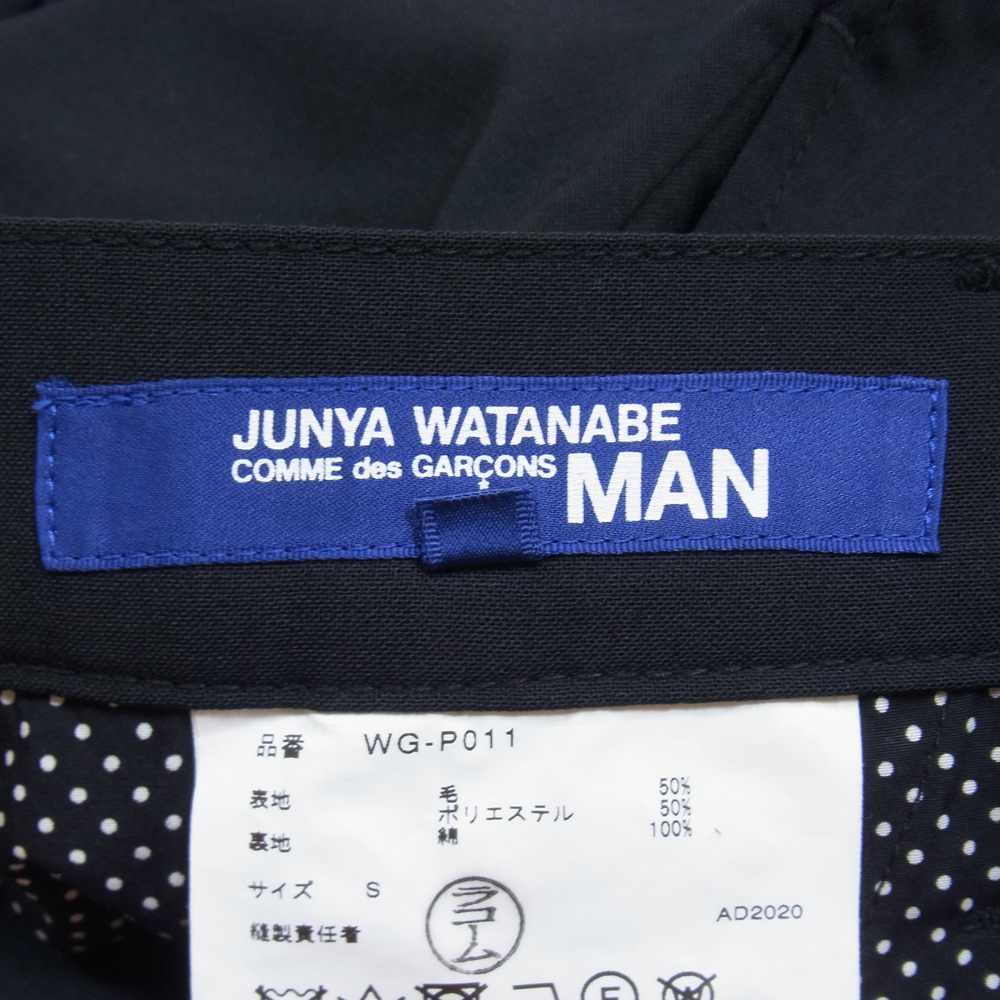 JUNYA WATANABE
COMME des GARÇONS MAN
品番 WG-P011
表地 毛 50%
ポリエステル 50%
裏地 綿 100%
サイズ S
ラコーム
AD2020
縫製責任者
F